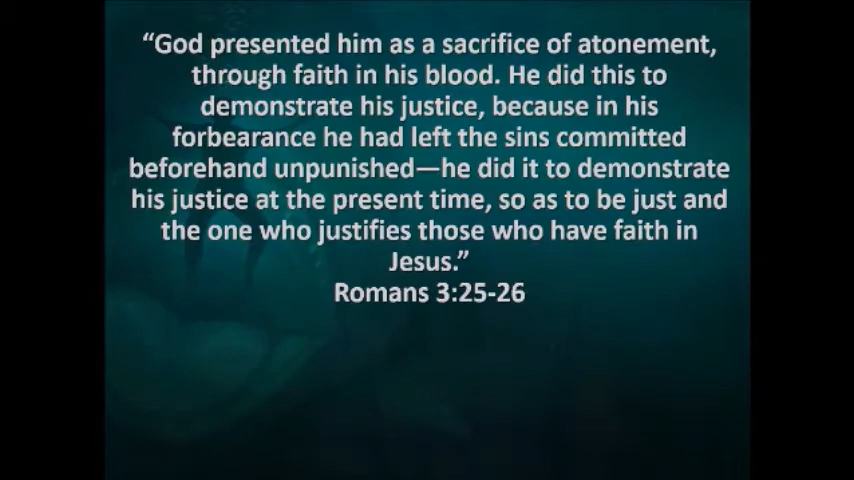 “God presented him as a sacrifice of atonement,
through faith in his blood. He did this to
demonstrate his justice, because in his
forbearance he had left the sins committed
beforehand unpunished—he did it to demonstrate
his justice at the present time, so as to be just and
the one who justifies those who have faith in
Jesus.”
Romans 3:25-26